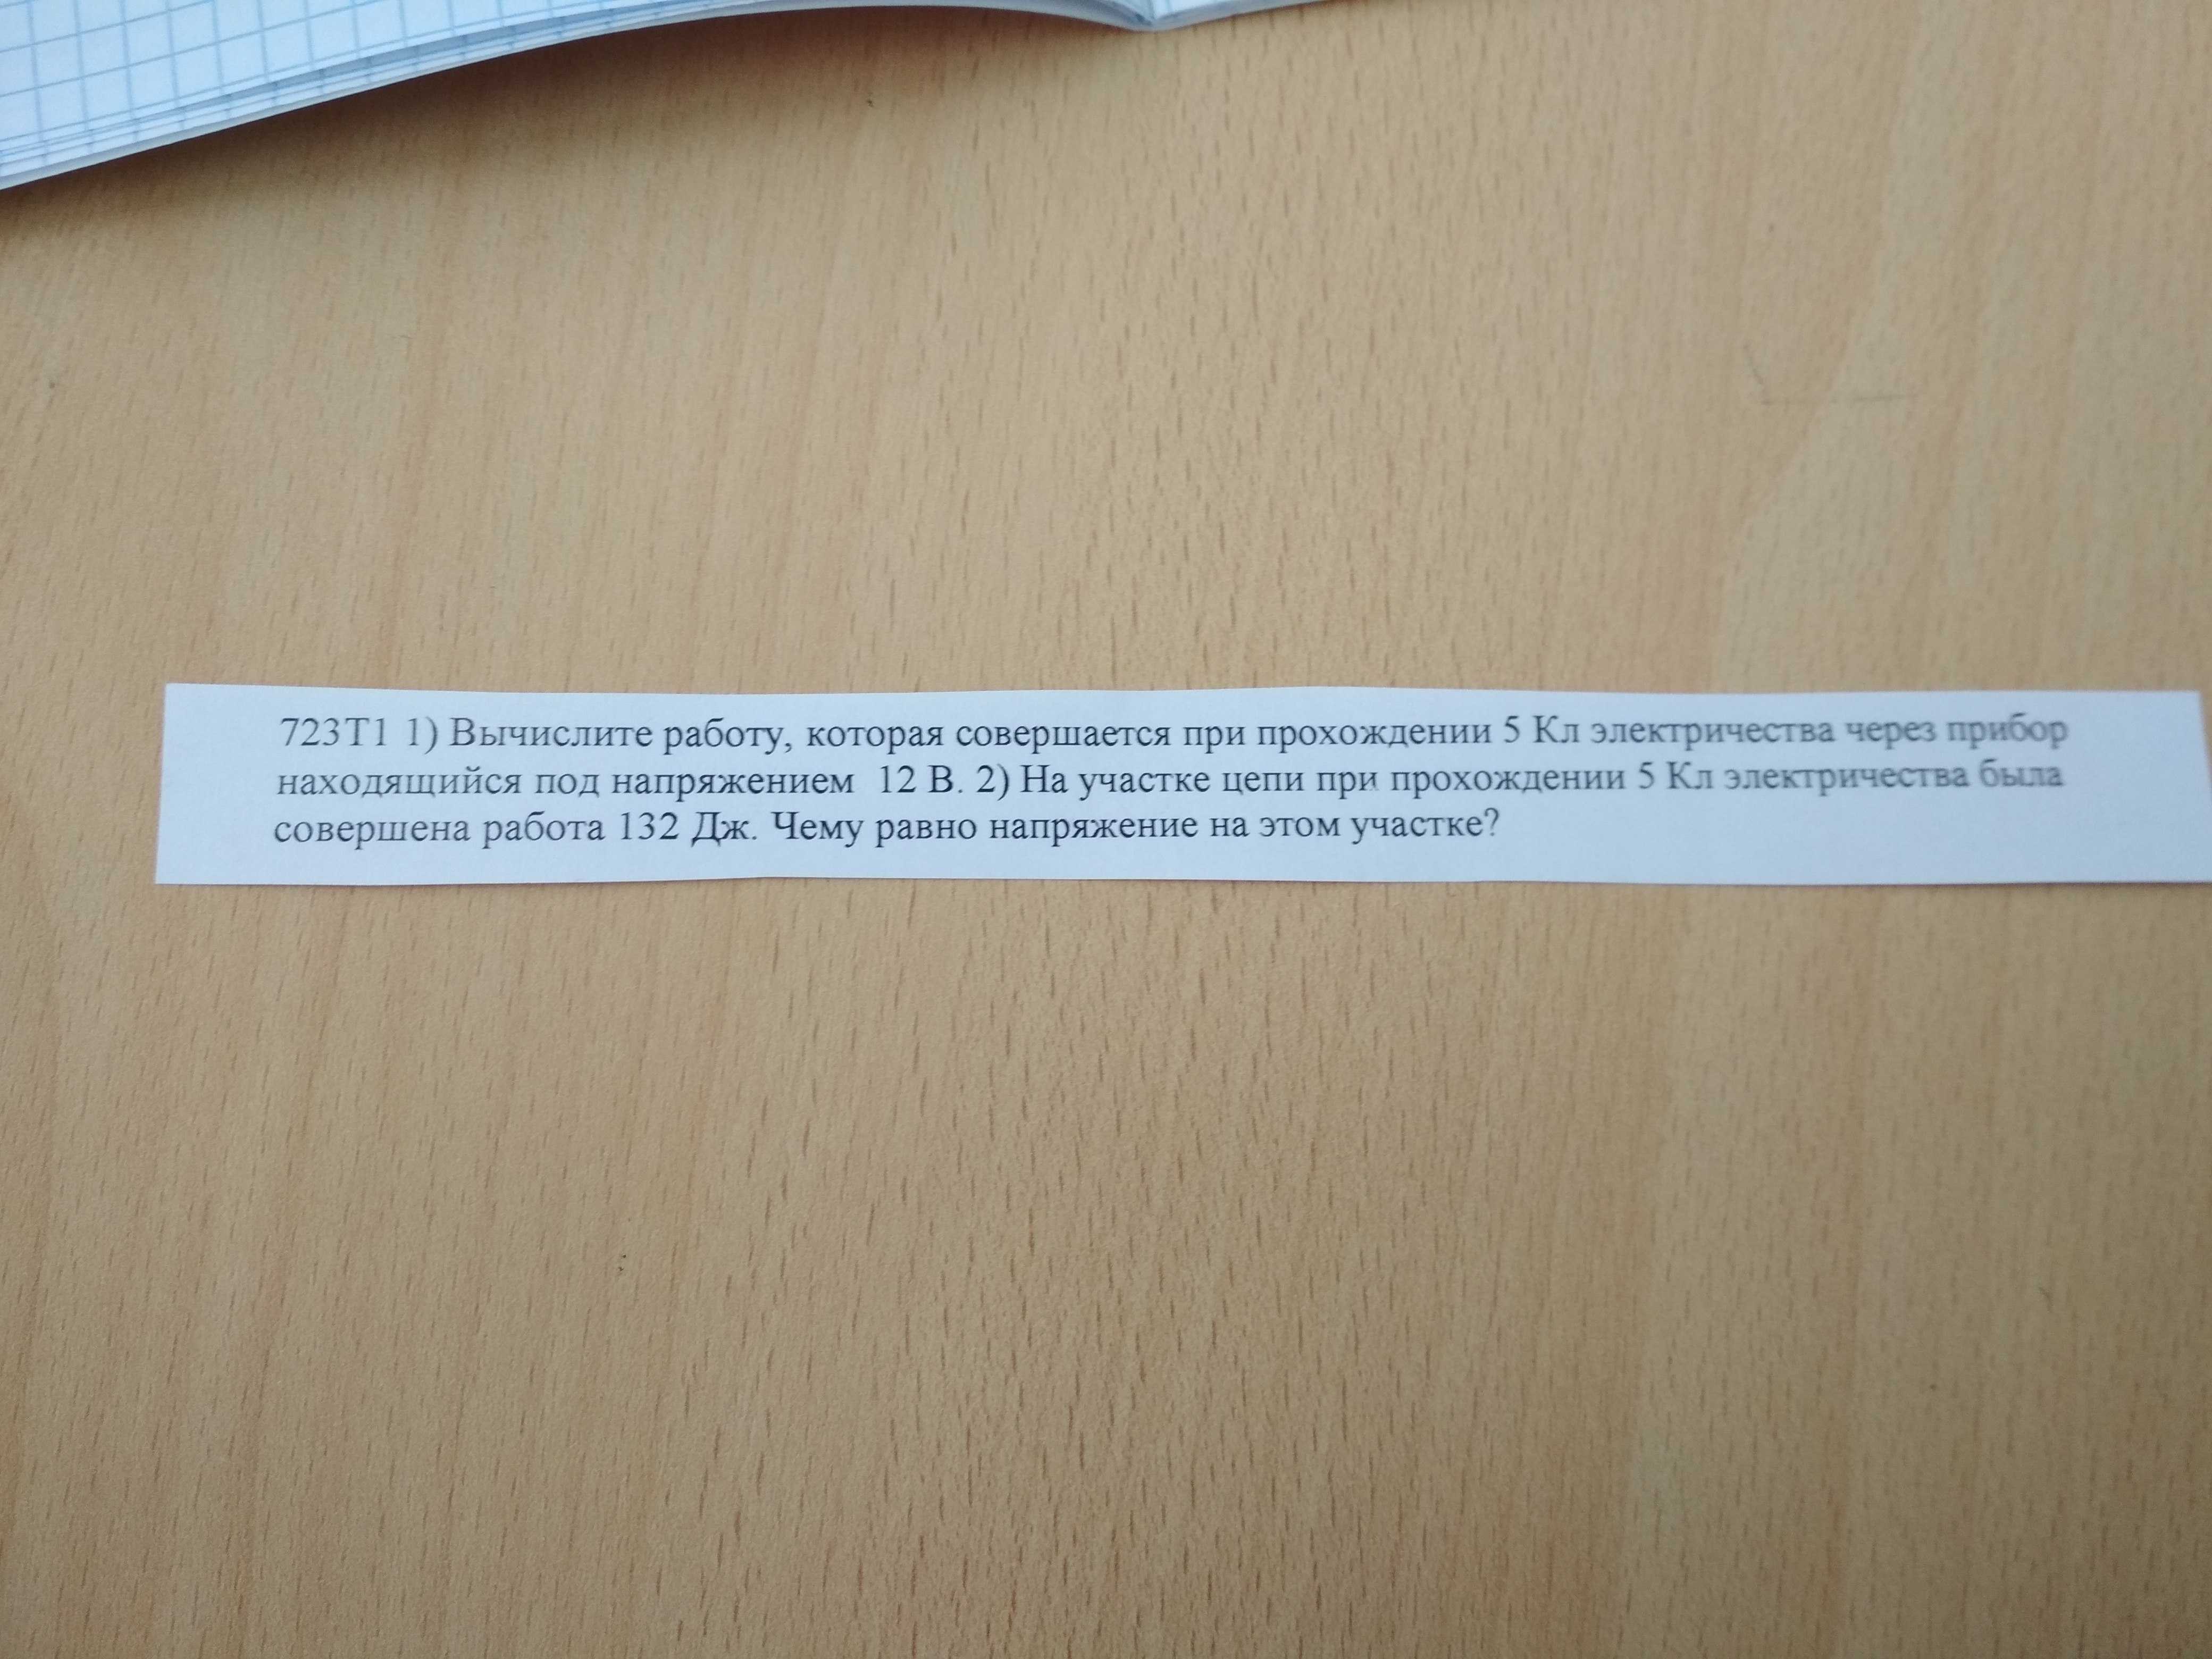 723Т1 1) Вычислите работу, которая совершается при прохождении 5 Кл электричества через прибор
находящийся под напряжением 12 В. 2) На участке цепи при прохождении 5 Кл электричества была
совершена работа 132 Дж. Чему равно напряжение на этом участке?